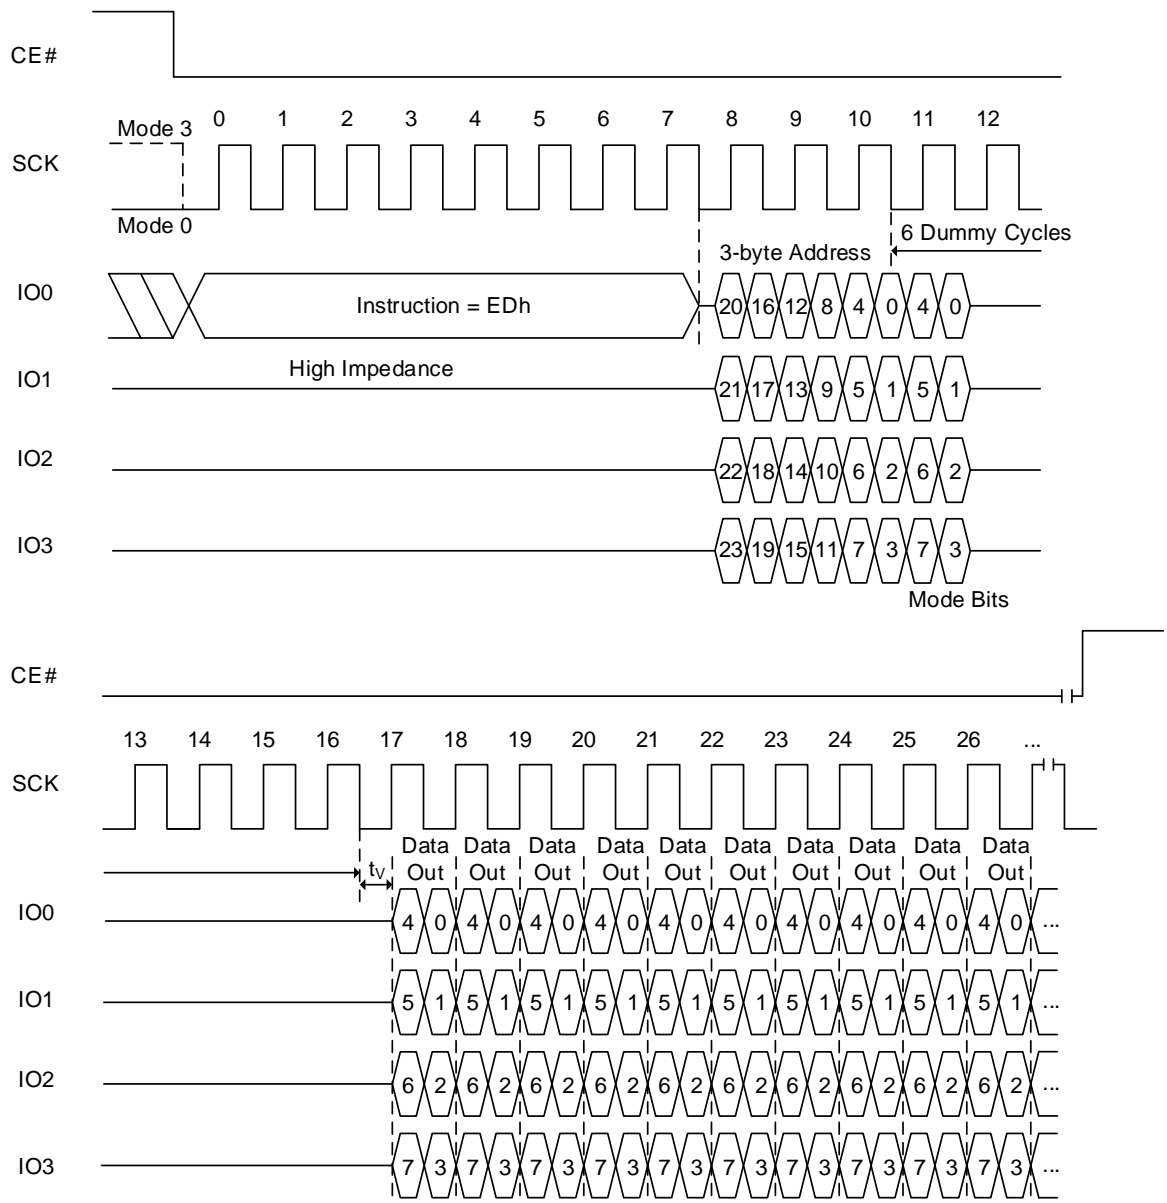 CE#
Mode 3
0 1 2 3 4 5 6 7 8 9 10 11 12
SCK
Mode 0
6 Dummy Cycles
3-byte Address
IO0
Instruction = EDh
20 16 12 8 4 0 4 0
High Impedance
IO1
21 17 13 9 5 1 5 1
IO2
22 18 14 10 6 2 6 2
IO3
23 19 15 11 7 3 7 3
Mode Bits
CE#
13 14 15 16 17 18 19 20 21 22 23 24 25 26 ...
SCK
Data Data Data Data Data Data Data Data Data Data
tV Out Out Out Out Out Out Out Out Out Out
IO0
4 0 4 0 4 0 4 0 4 0 4 0 4 0 4 0 4 0 4 0 ...
IO1
5 1 5 1 5 1 5 1 5 1 5 1 5 1 5 1 5 1 5 1 ...
IO2
6 2 6 2 6 2 6 2 6 2 6 2 6 2 6 2 6 2 6 2 ...
IO3
7 3 7 3 7 3 7 3 7 3 7 3 7 3 7 3 7 3 7 3 ...